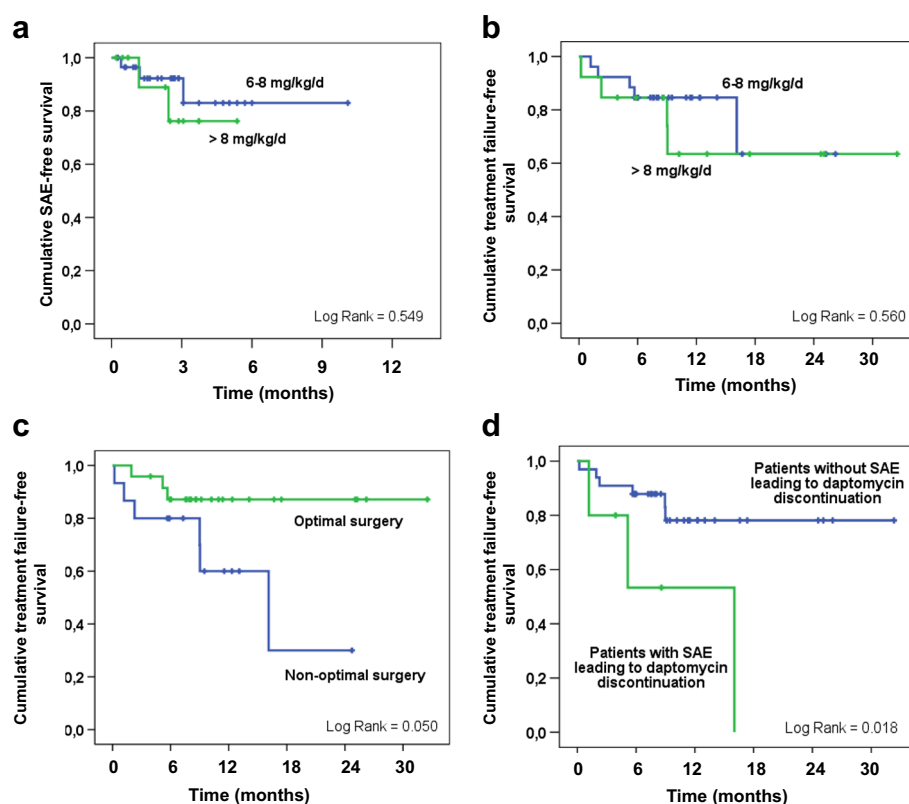 a
Cumulative SAE-free survival
1,0
0,8
0,6
0,4
0,2
0,0
6-8 mg/kg/d
> 8 mg/kg/d
Log Rank = 0.549
0 3 6 9 12
Time (months)
b
Cumulative treatment failure-free
survival
1,0
0,8
0,6
0,4
0,2
0,0
6-8 mg/kg/d
> 8 mg/kg/d
Log Rank = 0.560
0 6 12 18 24 30
Time (months)
c
Cumulative treatment failure-free
survival
1,0
0,8
0,6
0,4
0,2
0,0
Optimal surgery
Non-optimal surgery
Log Rank = 0.050
0 6 12 18 24 30
Time (months)
d
Cumulative treatment failure-free
survival
1,0
0,8
0,6
0,4
0,2
0,0
Patients without SAE
leading to daptomycin
discontinuation
Patients with SAE
leading to daptomycin
discontinuation
Log Rank = 0.018
0 6 12 18 24 30
Time (months)